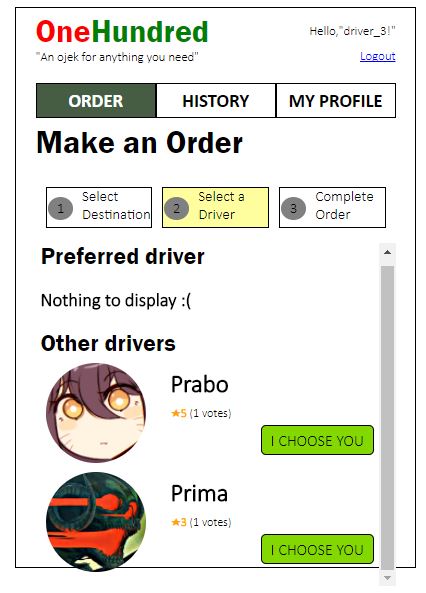 OneHundred
Hello,"driver_3!"
"An ojek for anything you need"
Logout
ORDER
HISTORY
MY PROFILE
Make an Order
1
Select
Destination
2
Select a
Driver
3
Complete
Order
Preferred driver
Nothing to display :(
Other drivers
Prabo
★5 (1 votes)
I CHOOSE YOU
Prima
★3 (1 votes)
I CHOOSE YOU